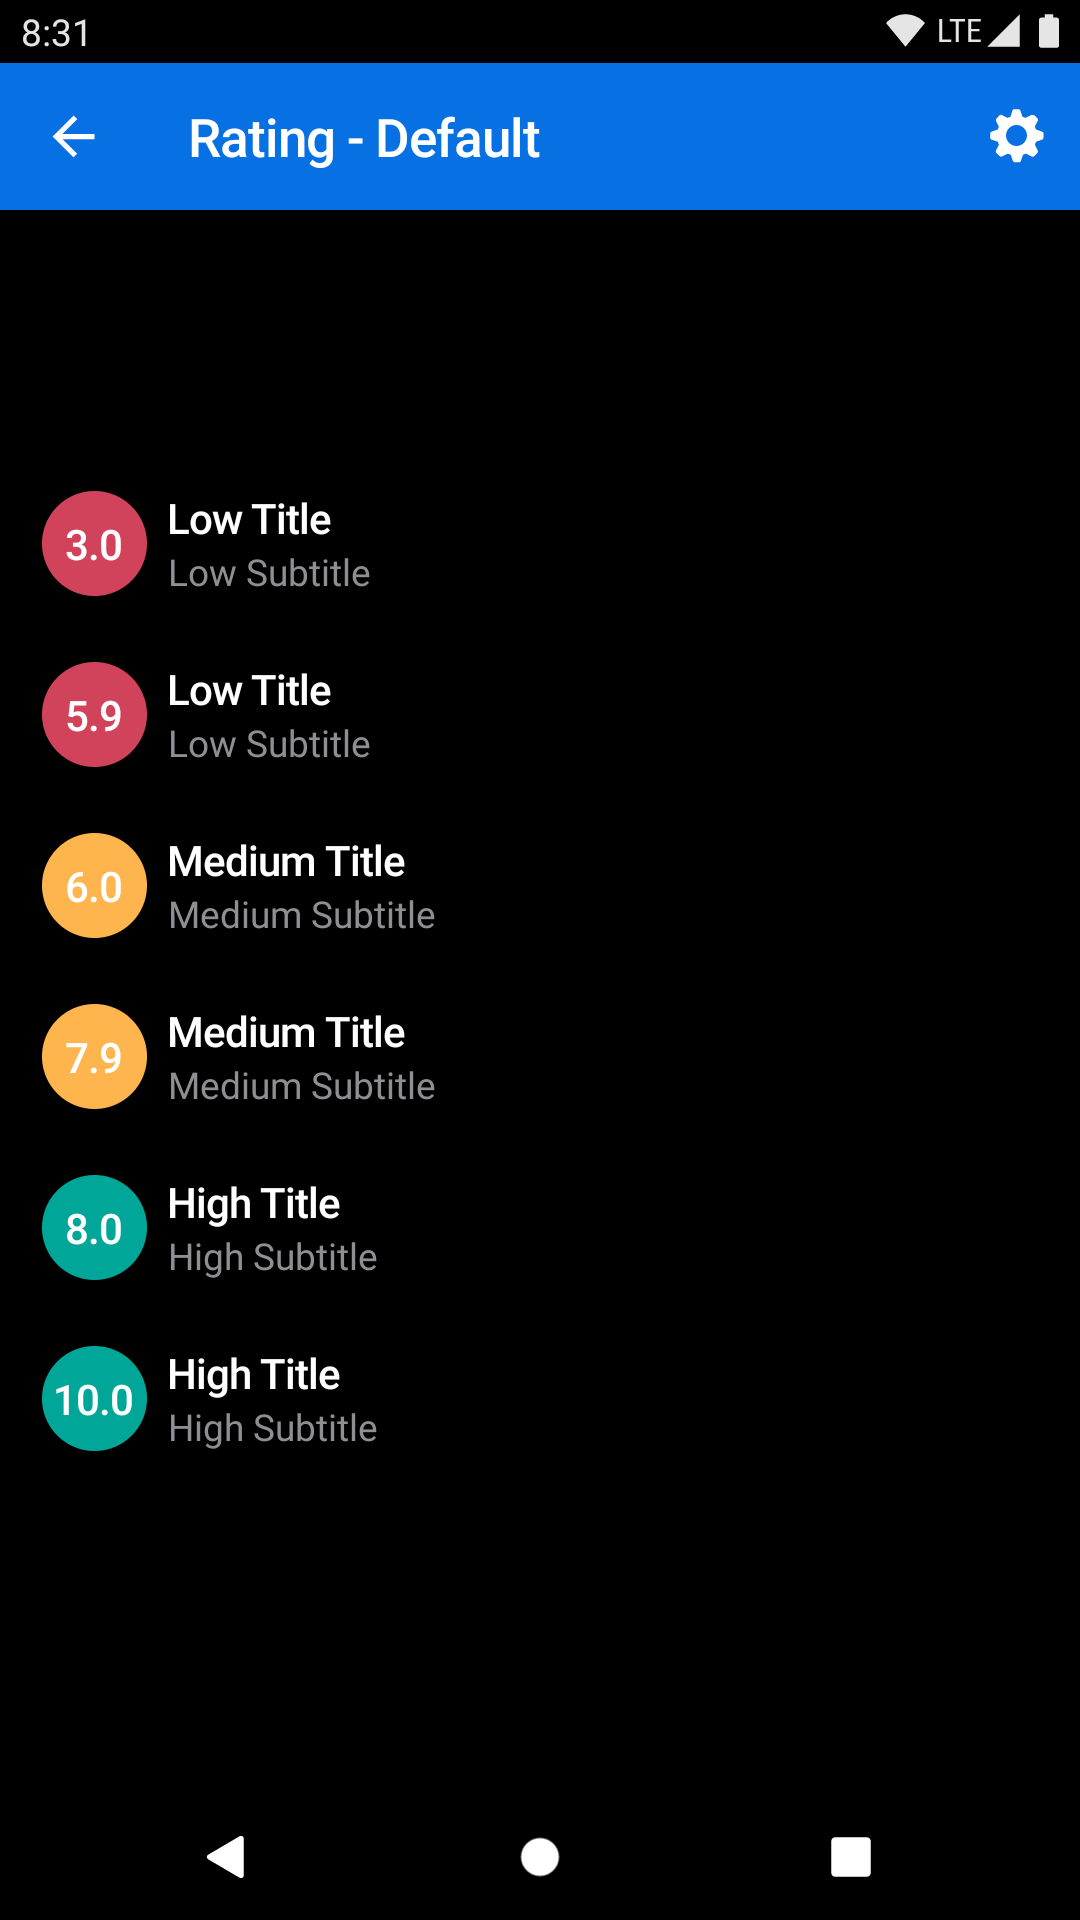 8:31
LTE
Rating - Default
3.0
Low Title
Low Subtitle
5.9
Low Title
Low Subtitle
6.0
Medium Title
Medium Subtitle
7.9
Medium Title
Medium Subtitle
8.0
High Title
High Subtitle
10.0
High Title
High Subtitle